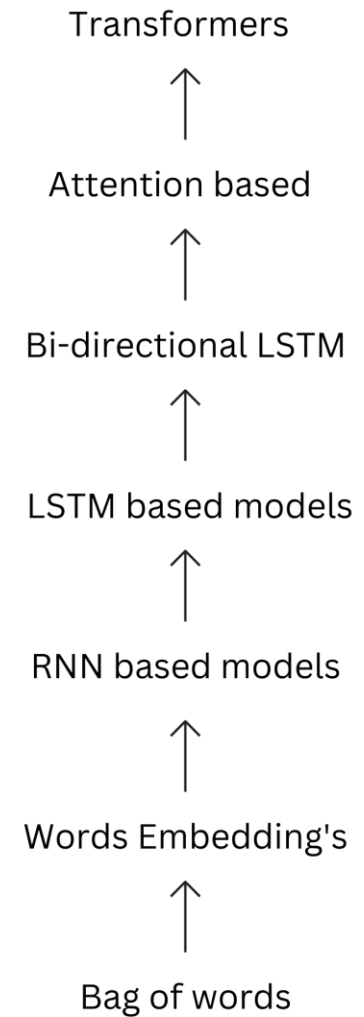 Transformers
Attention based
Bi-directional LSTM
LSTM based models
RNN based models
Words Embedding's
Bag of words